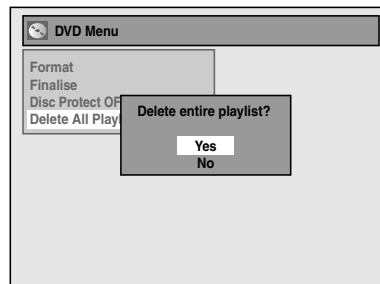 DVD Menu
Format
Finalise
Disc Protect OF
Delete All Play
Delete entire playlist?
Yes
No